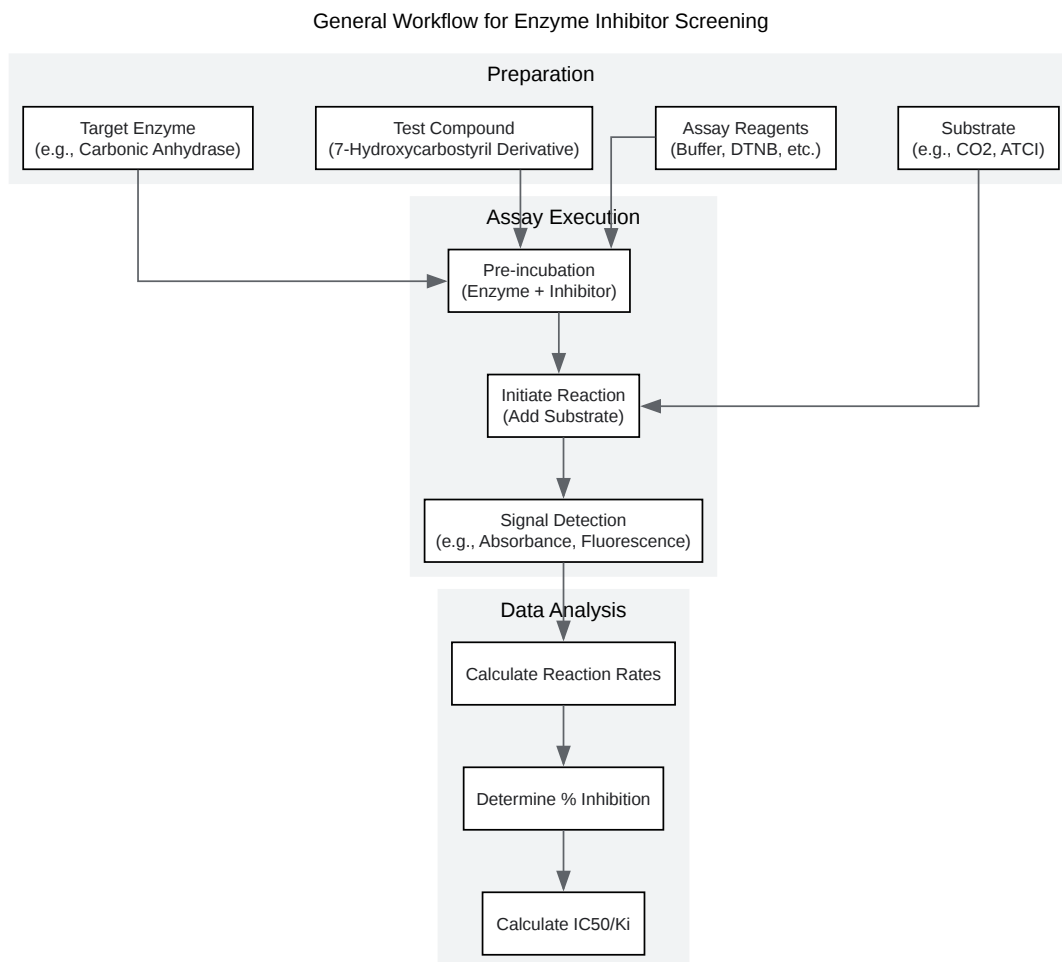 General Workflow for Enzyme Inhibitor Screening
Preparation
Target Enzyme
(e.g., Carbonic Anhydrase)
Test Compound
(7-Hydroxycarbostyril Derivative)
Assay Reagents
(Buffer, DTNB, etc.)
Substrate
(e.g., CO2, ATCI)
Assay Execution
Pre-incubation
(Enzyme + Inhibitor)
Initiate Reaction
(Add Substrate)
Signal Detection
(e.g., Absorbance, Fluorescence)
Data Analysis
Calculate Reaction Rates
Determine % Inhibition
Calculate IC50/Ki